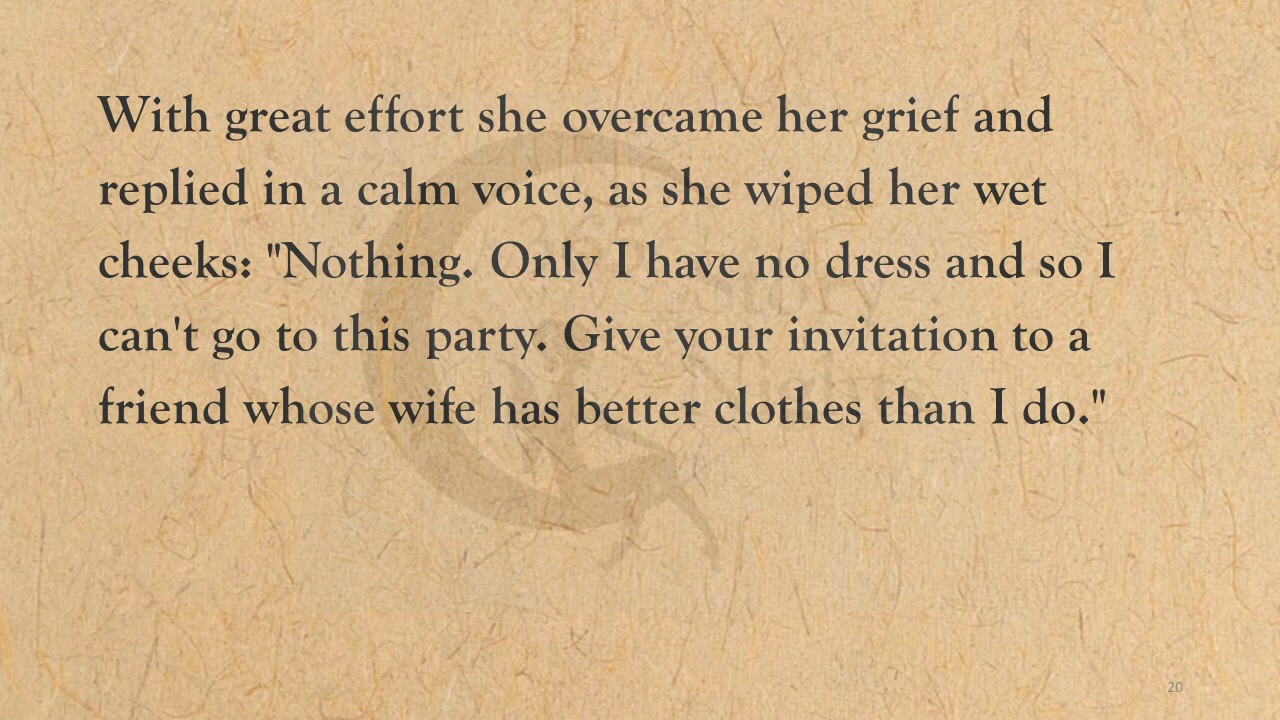 With great effort she overcame her grief and
replied in a calm voice, as she wiped her wet
cheeks: "Nothing. Only I have no dress and so I
can't go to this party. Give your invitation to a
friend whose wife has better clothes than I do."
20